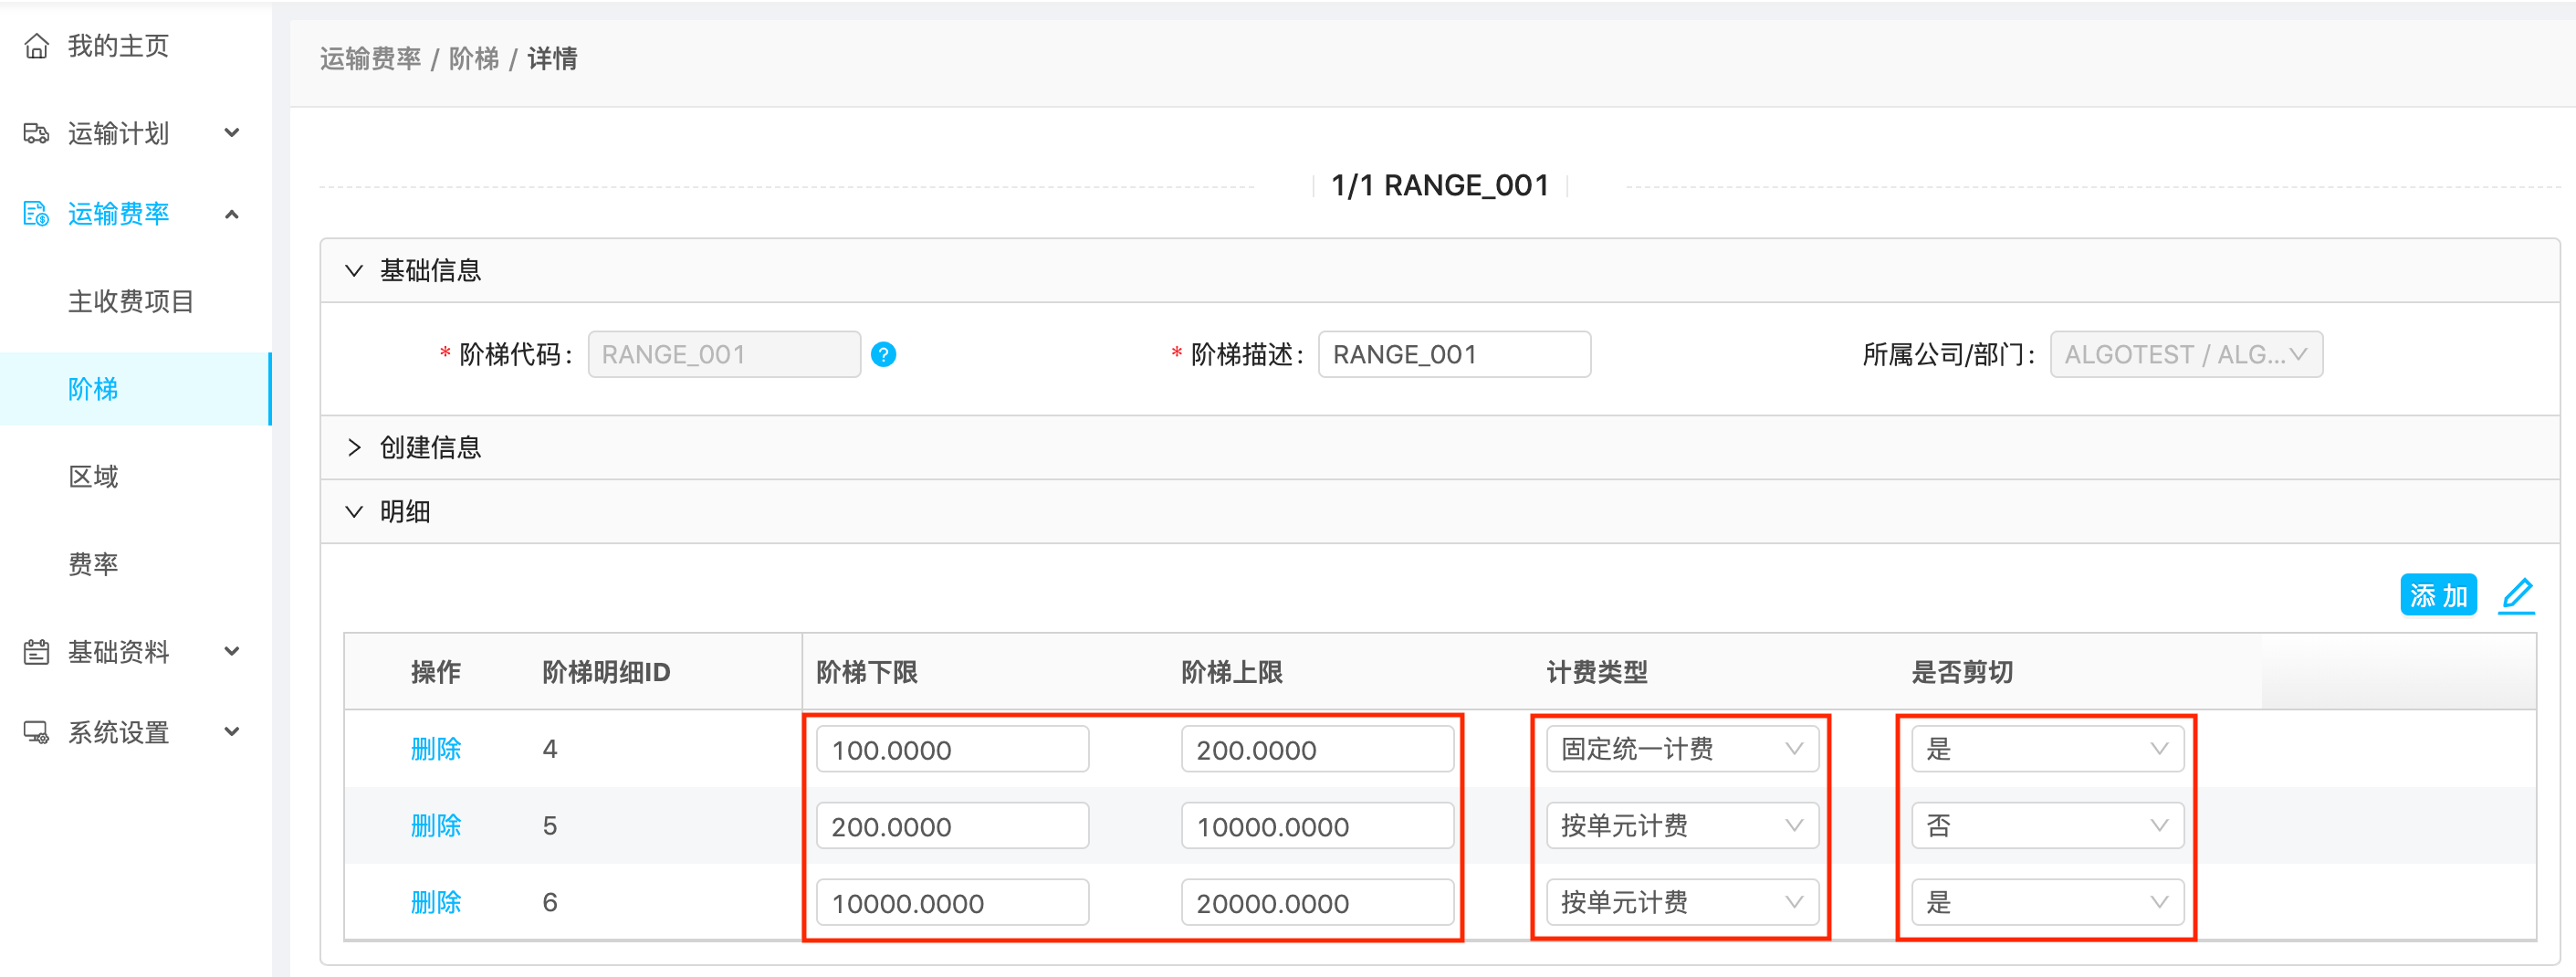 我的主页
运输计划
运输费率
主收费项目
阶梯
区域
费率
基础资料
系统设置
运输费率 / 阶梯 / 详情
1/1 RANGE_001
基础信息
* 阶梯代码： RANGE_001 ?
* 阶梯描述： RANGE_001
所属公司/部门： ALGOTEST / ALG...
创建信息
明细
添加
操作 阶梯明细ID 阶梯下限 阶梯上限 计费类型 是否剪切
删除 4 100.0000 200.0000 固定统一计费 是
删除 5 200.0000 10000.0000 按单元计费 否
删除 6 10000.0000 20000.0000 按单元计费 是